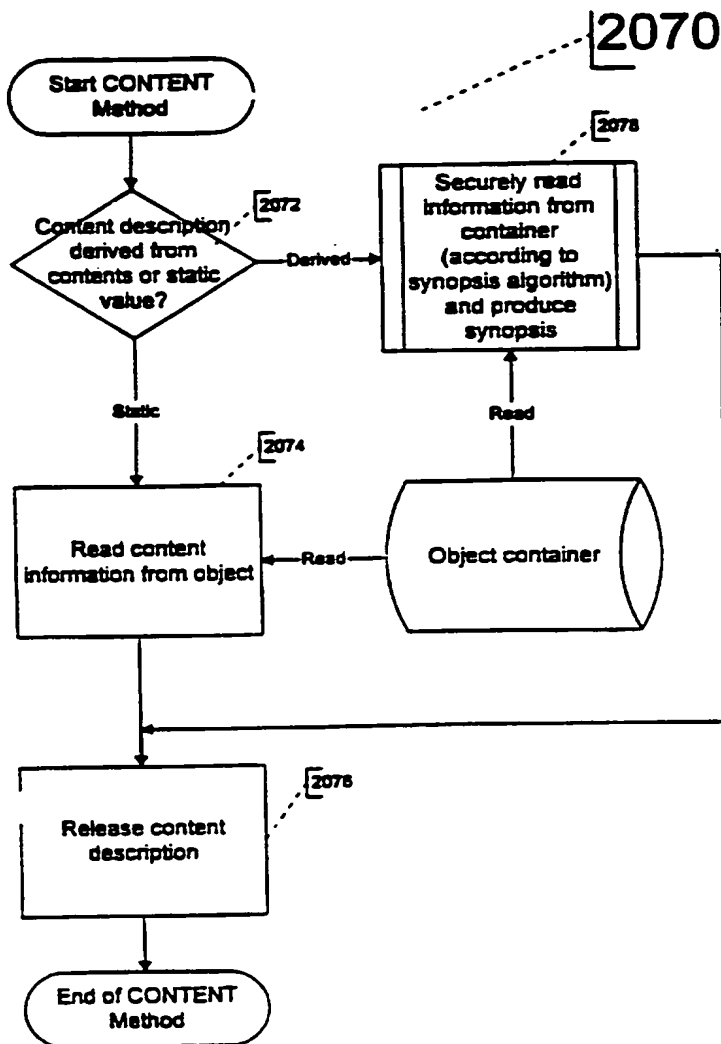 2070
Start CONTENT
Method
2072
Content description
derived from
contents or static
value?
Derived
2078
Securely read
information from
container
(according to
synopsis algorithm)
and produce
synopsis
Static
Read
2074
Read content
information from object
Read
Object container
2076
Release content
description
End of CONTENT
Method